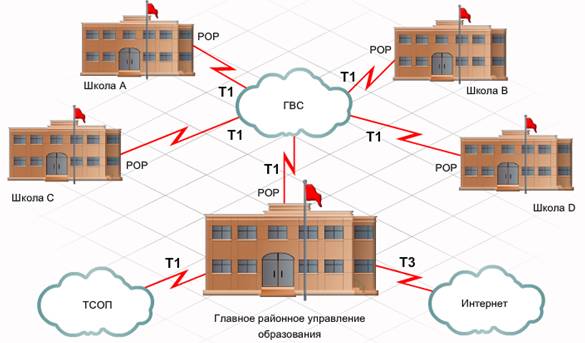 POP
POP
Школа A
T1
T1
Школа B
ГВС
T1
T1
POP
T1
POP
POP
Школа C
Школа D
T1
T3
ТСОП
Интернет
Главное районное управление
образования